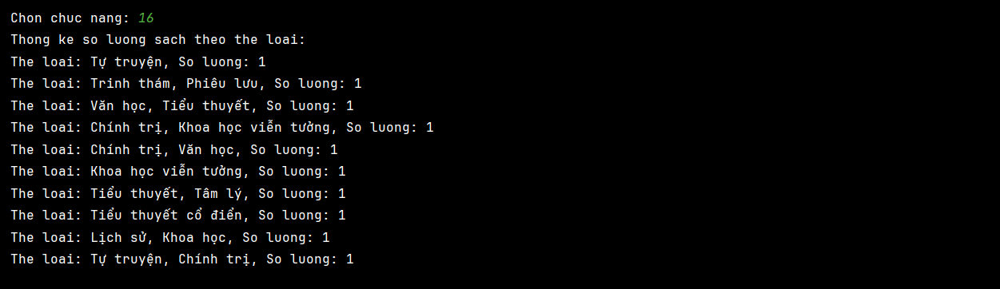 Chon chuc nang: 16
Thong ke so luong sach theo the loai:
The loai: Tự truyện, So luong: 1
The loai: Trinh thám, Phiêu lưu, So luong: 1
The loai: Văn học, Tiểu thuyết, So luong: 1
The loai: Chính trị, Khoa học viễn tưởng, So luong: 1
The loai: Chính trị, Văn học, So luong: 1
The loai: Khoa học viễn tưởng, So luong: 1
The loai: Tiểu thuyết, Tâm lý, So luong: 1
The loai: Tiểu thuyết cổ điển, So luong: 1
The loai: Lịch sử, Khoa học, So luong: 1
The loai: Tự truyện, Chính trị, So luong: 1